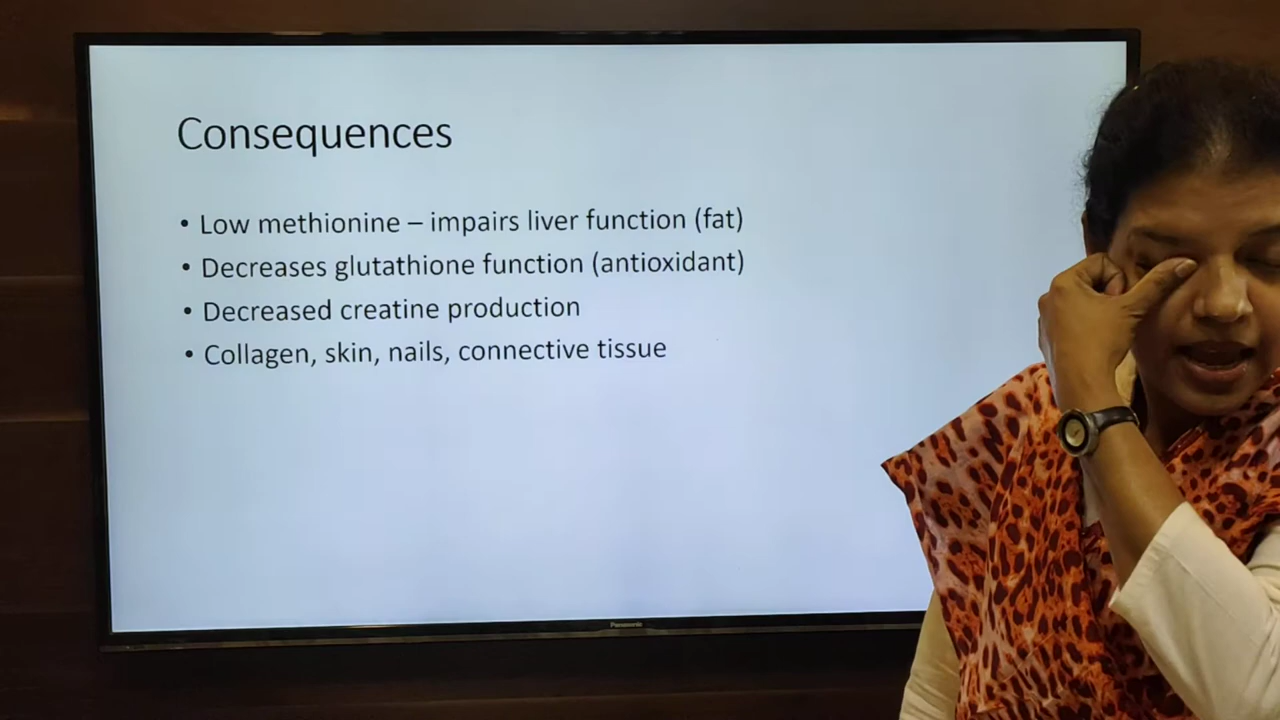 Consequences
• Low methionine – impairs liver function (fat)
• Decreases glutathione function (antioxidant)
• Decreased creatine production
• Collagen, skin, nails, connective tissue
Panasonic